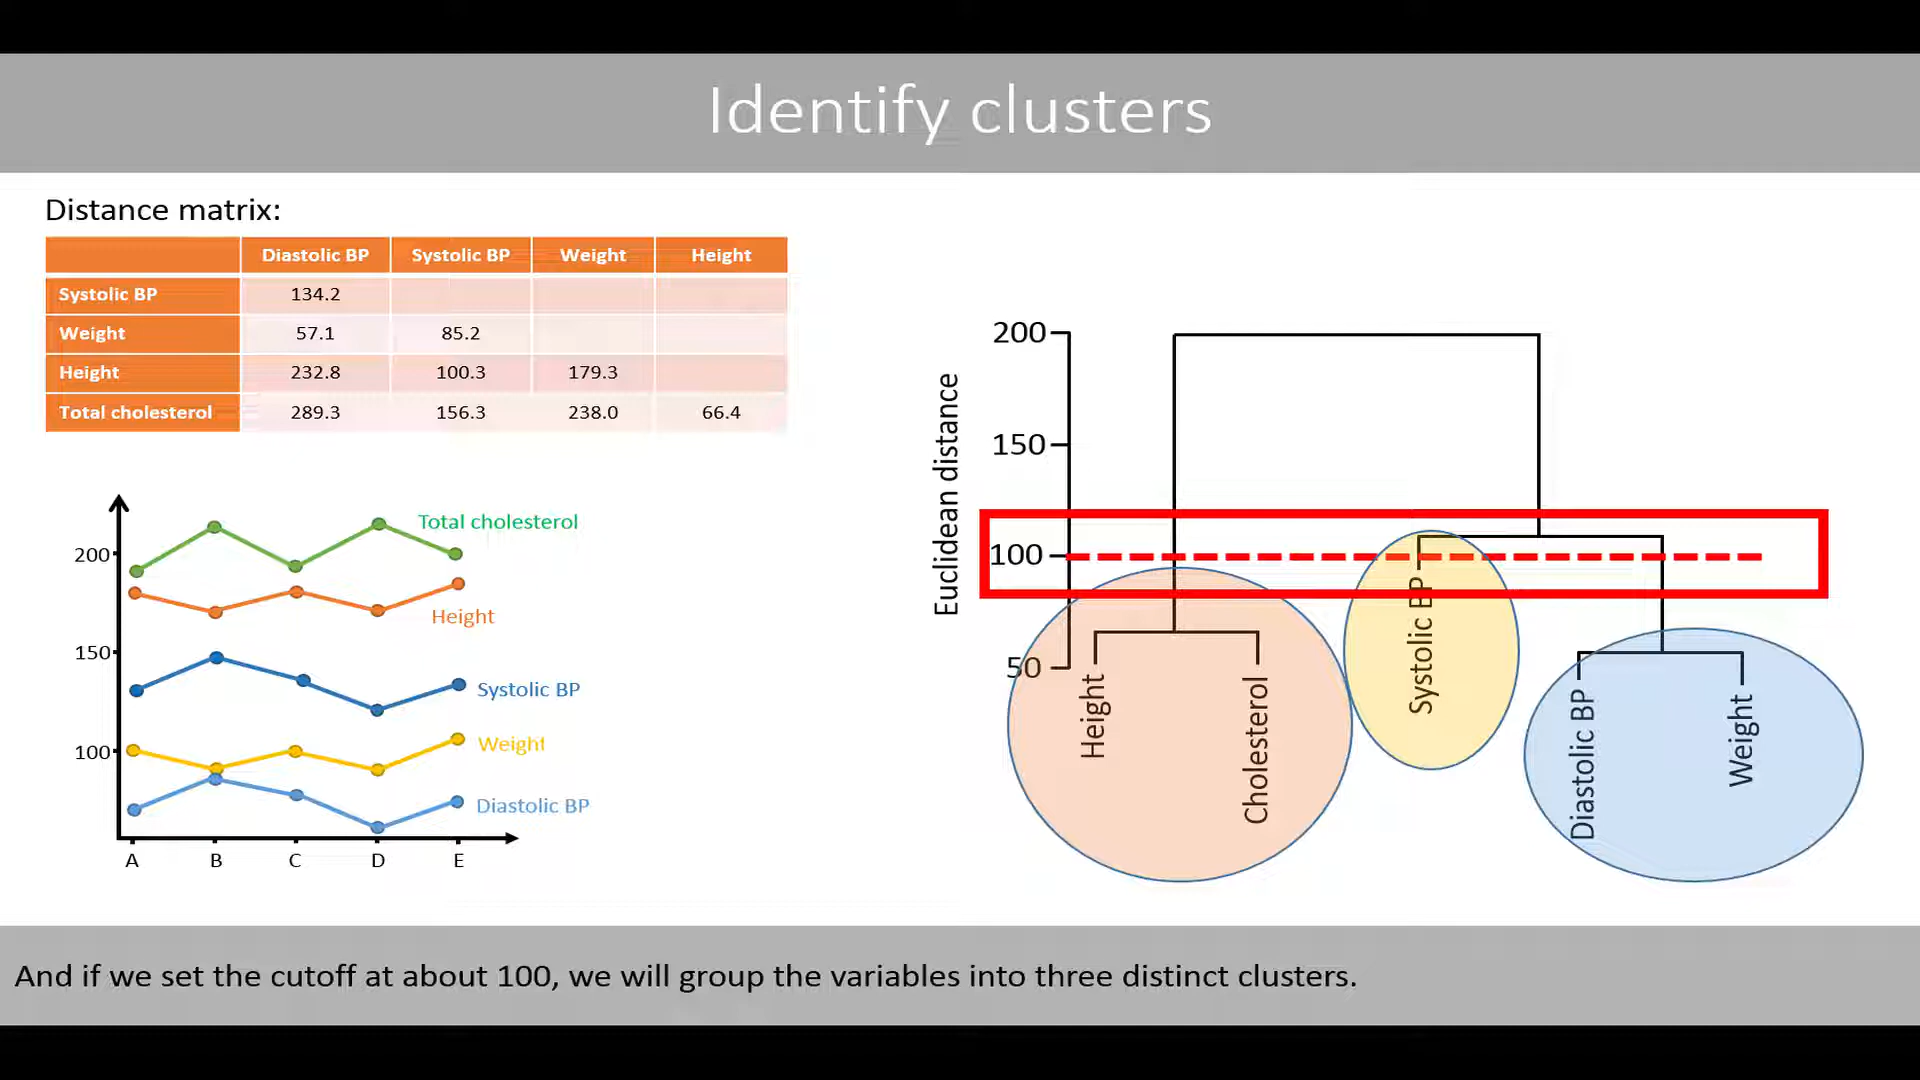 Identify clusters
Distance matrix:
Diastolic BP Systolic BP Weight Height
Systolic BP 134.2
Weight 57.1 85.2
Height 232.8 100.3 179.3
Total cholesterol 289.3 156.3 238.0 66.4
Total cholesterol
Height
Systolic BP
Weight
Diastolic BP
200
150
100
A B C D E
Euclidean distance
200
150
100
50
Height
Cholesterol
Systolic BP
Diastolic BP
Weight
And if we set the cutoff at about 100, we will group the variables into three distinct clusters.